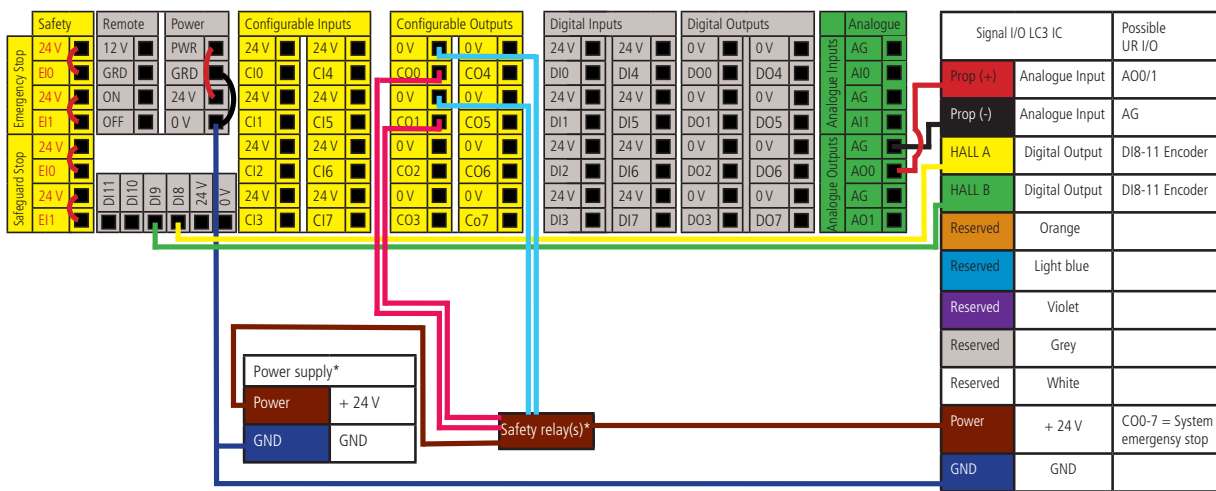 Safety
Emergency Stop
24 V
EI0
24 V
EI1
Safeguard Stop
24 V
EI0
24 V
EI1
Remote
12 V
GRD
ON
OFF
Power
PWR
GRD
24 V
0 V
DI11
DI10
DI9
DI8
24 V
0 V
Configurable Inputs
24 V 24 V
CI0 CI4
24 V 24 V
CI1 CI5
24 V 24 V
CI2 CI6
24 V 24 V
CI3 CI7
Configurable Outputs
0 V 0 V
CO0 CO4
0 V 0 V
CO1 CO5
0 V 0 V
CO2 CO6
0 V 0 V
CO3 Co7
Digital Inputs
24 V 24 V
DI0 DI4
24 V 24 V
DI1 DI5
24 V 24 V
DI2 DI6
24 V 24 V
DI3 DI7
Digital Outputs
0 V 0 V
DO0 DO4
0 V 0 V
DO1 DO5
0 V 0 V
DO2 DO6
0 V 0 V
DO3 DO7
Analogue
Analogue Inputs
AG
AI0
AG
AI1
Analogue Outputs
AG
AO0
AG
AO1
Signal I/O LC3 IC Possible
UR I/O
Prop (+) Analogue Input AO0/1
Prop (-) Analogue Input AG
HALL A Digital Output DI8-11 Encoder
HALL B Digital Output DI8-11 Encoder
Reserved Orange
Reserved Light blue
Reserved Violet
Reserved Grey
Reserved White
Power + 24 V CO0-7 = System
emergensy stop
GND GND
Power supply*
Power + 24 V
GND GND
Safety relay(s)*